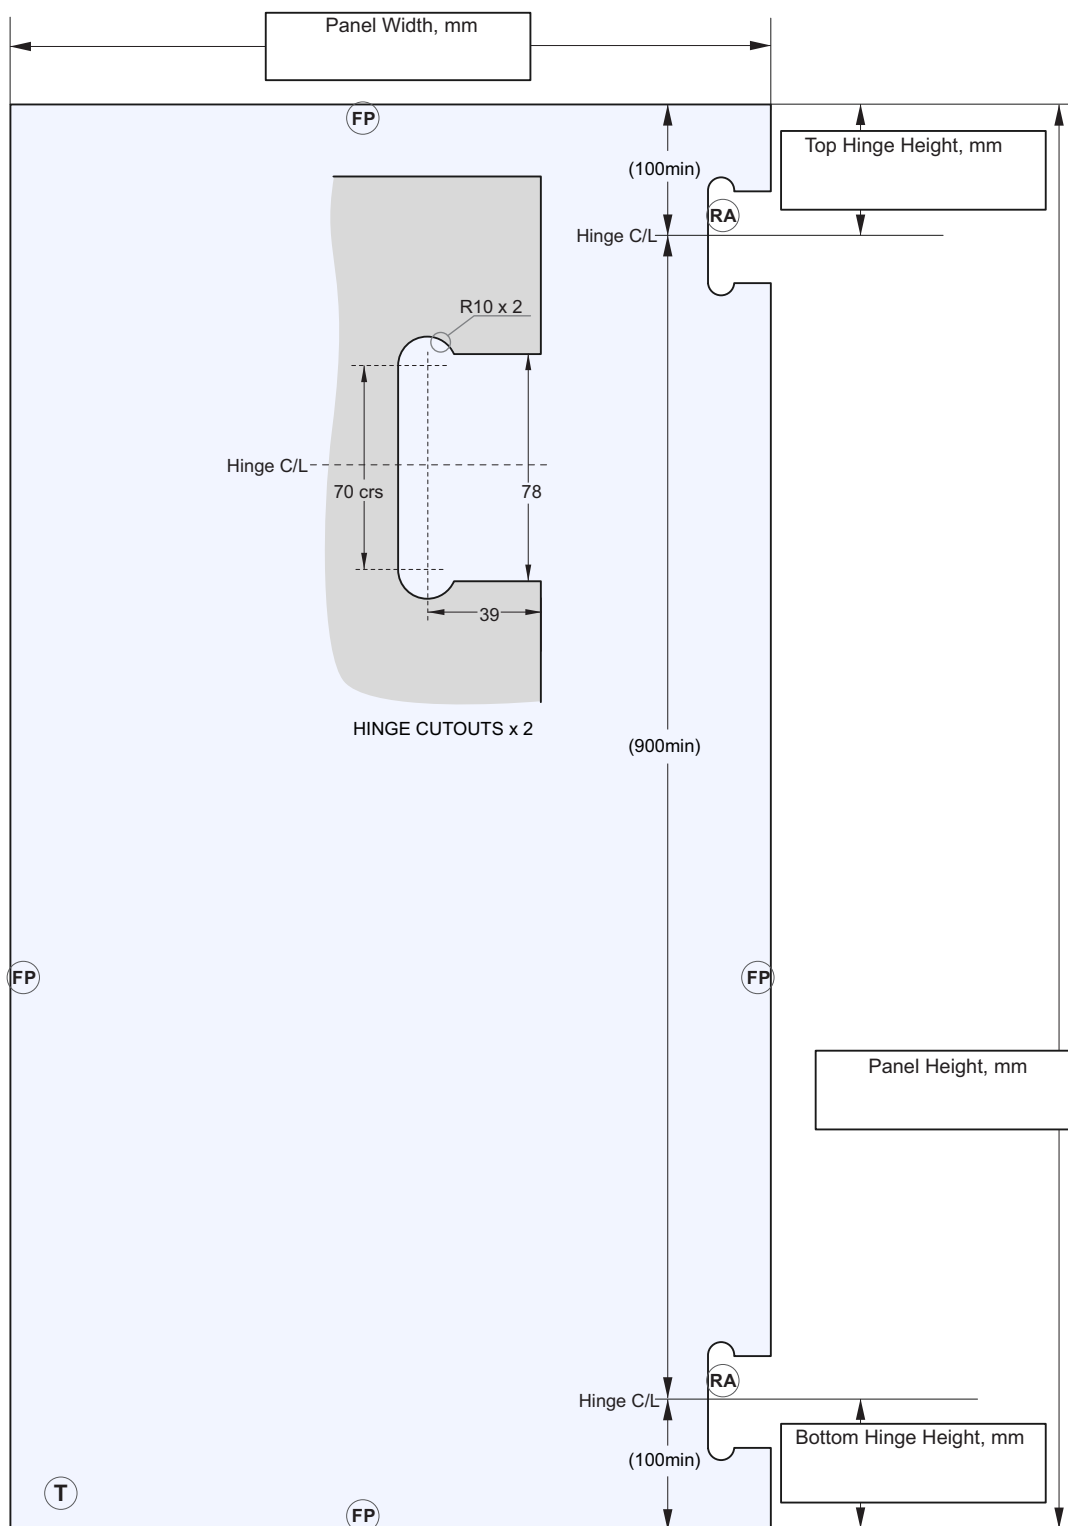 Panel Width, mm
FP
(100min)
Top Hinge Height, mm
RA
Hinge C/L
R10 x 2
Hinge C/L
70 crs
78
39
HINGE CUTOUTS x 2
(900min)
FP
FP
Panel Height, mm
RA
Hinge C/L
Bottom Hinge Height, mm
(100min)
T
FP